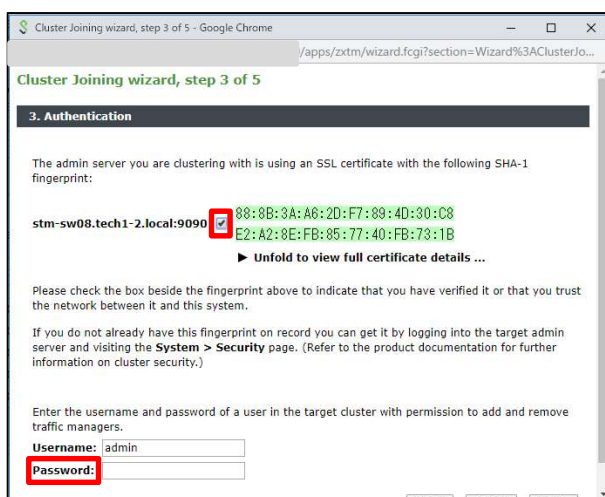 Cluster Joining wizard, step 3 of 5 - Google Chrome
/apps/zxtm/wizard.fcgi?section=Wizard%3AClusterJo...
Cluster Joining wizard, step 3 of 5
3. Authentication
The admin server you are clustering with is using an SSL certificate with the following SHA-1
fingerprint:
stm-sw08.tech1-2.local:9090 88:8B:3A:A6:2D:F7:89:4D:30:C8
E2:A2:8E:FB:85:77:40:FB:73:1B
▶ Unfold to view full certificate details ...
Please check the box beside the fingerprint above to indicate that you have verified it or that you trust
the network between it and this system.
If you do not already have this fingerprint on record you can get it by logging into the target admin
server and visiting the System > Security page. (Refer to the product documentation for further
information on cluster security.)
Enter the username and password of a user in the target cluster with permission to add and remove
traffic managers.
Username: admin
Password: